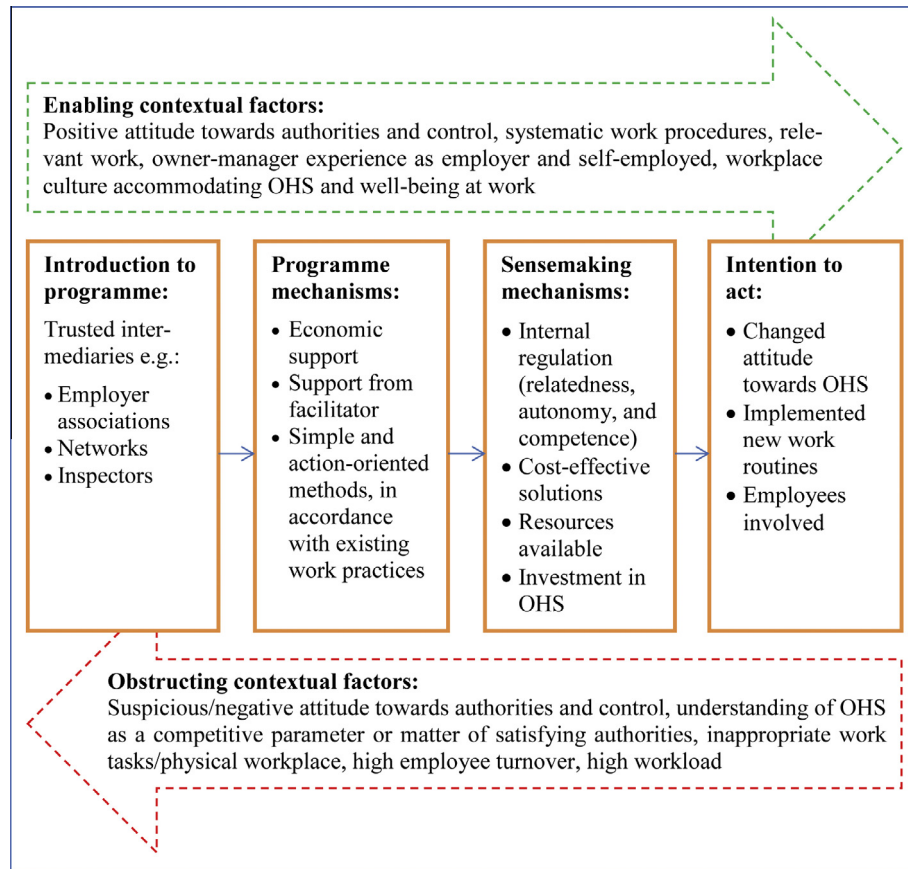 Enabling contextual factors:
Positive attitude towards authorities and control, systematic work procedures, rele-
vant work, owner-manager experience as employer and self-employed, workplace
culture accommodating OHS and well-being at work
Introduction to
programme:
Trusted inter-
mediaries e.g.:
• Employer
associations
• Networks
• Inspectors
Programme
mechanisms:
• Economic
support
• Support from
facilitator
• Simple and
action-oriented
methods, in
accordance
with existing
work practices
Sensemaking
mechanisms:
• Internal
regulation
(relatedness,
autonomy, and
competence)
• Cost-effective
solutions
• Resources
available
• Investment in
OHS
Intention to
act:
• Changed
attitude
towards OHS
• Implemented
new work
routines
• Employees
involved
Obstructing contextual factors:
Suspicious/negative attitude towards authorities and control, understanding of OHS
as a competitive parameter or matter of satisfying authorities, inappropriate work
tasks/physical workplace, high employee turnover, high workload